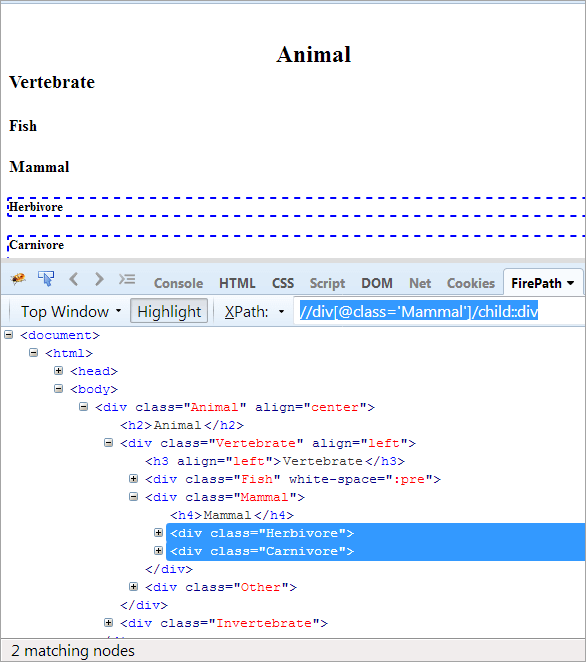 Animal
Vertebrate
Fish
Mammal
Herbivore
Carnivore
Console HTML CSS Script DOM Net Cookies FirePath
Top Window Highlight XPath: //div[@class='Mammal']/child::div
<document>
<html>
<head>
<body>
<div class="Animal" align="center">
<h2>Animal</h2>
<div class="Vertebrate" align="left">
<h3 align="left">Vertebrate</h3>
<div class="Fish" white-space=":pre">
<div class="Mammal">
<h4>Mammal</h4>
<div class="Herbivore">
<div class="Carnivore">
</div>
<div class="Other">
</div>
<div class="Invertebrate">
2 matching nodes